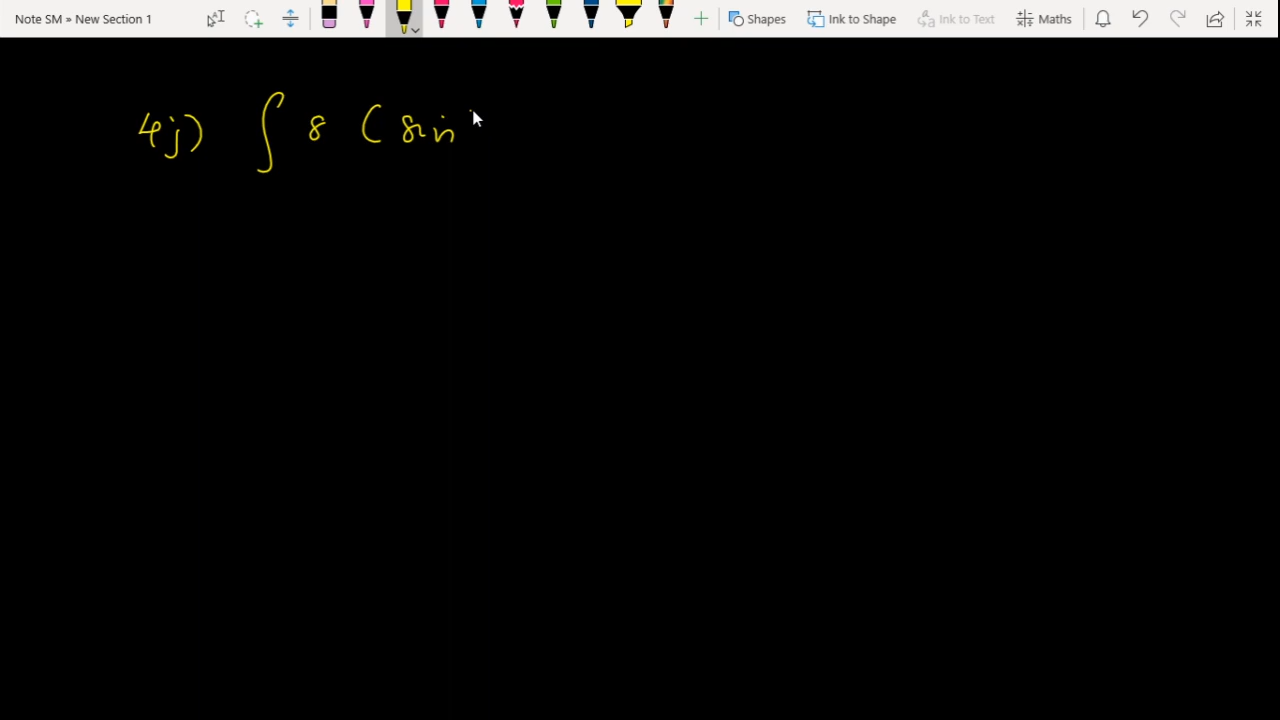 Note SM » New Section 1 Shapes Ink to Shape Ink to Text Maths
4j) ∫ 8 ( sin